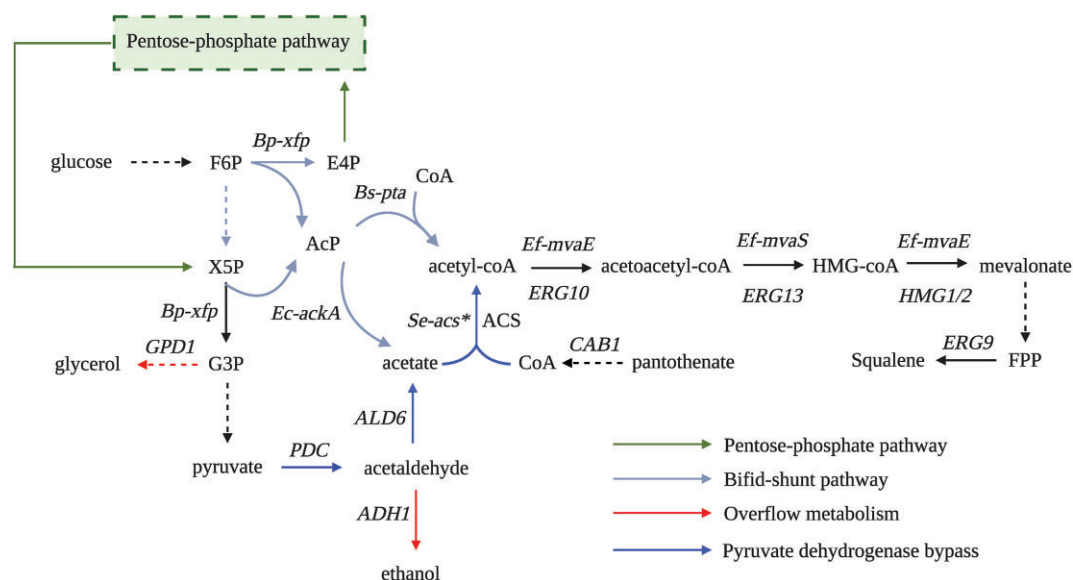 Pentose-phosphate pathway
Bp-xfp
glucose
F6P
E4P
CoA
Bs-pta
AcP
X5P
acetyl-coA
Ef-mvaE
ERG10
acetoacetyl-coA
Ef-mvaS
ERG13
HMG-coA
Ef-mvaE
HMG1/2
mevalonate
Bp-xfp
Ec-ackA
Se-acs*
ACS
glycerol
GPD1
G3P
acetate
CoA
CAB1
pantothenate
Squalene
ERG9
FPP
ALD6
pyruvate
PDC
acetaldehyde
ADH1
ethanol
Pentose-phosphate pathway
Bifid-shunt pathway
Overflow metabolism
Pyruvate dehydrogenase bypass